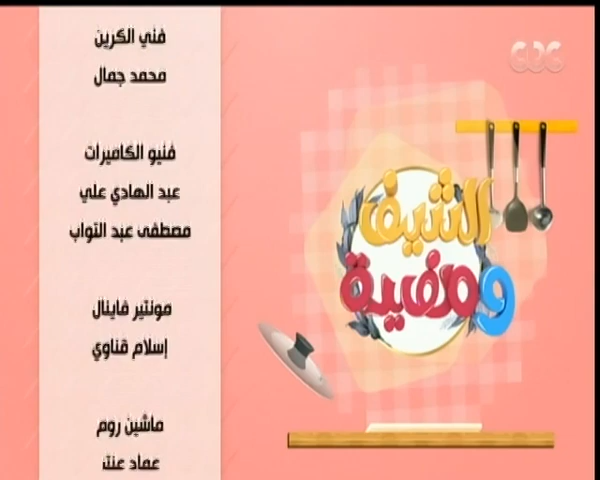 فني الكرين
محمد جمال
فنيو الكاميرات
عبد الهادي علي
مصطفى عبد التواب
مونتير فاينال
إسلام قناوي
ماشين روم
عماد عنتر
الشيف
و صفية
CBC